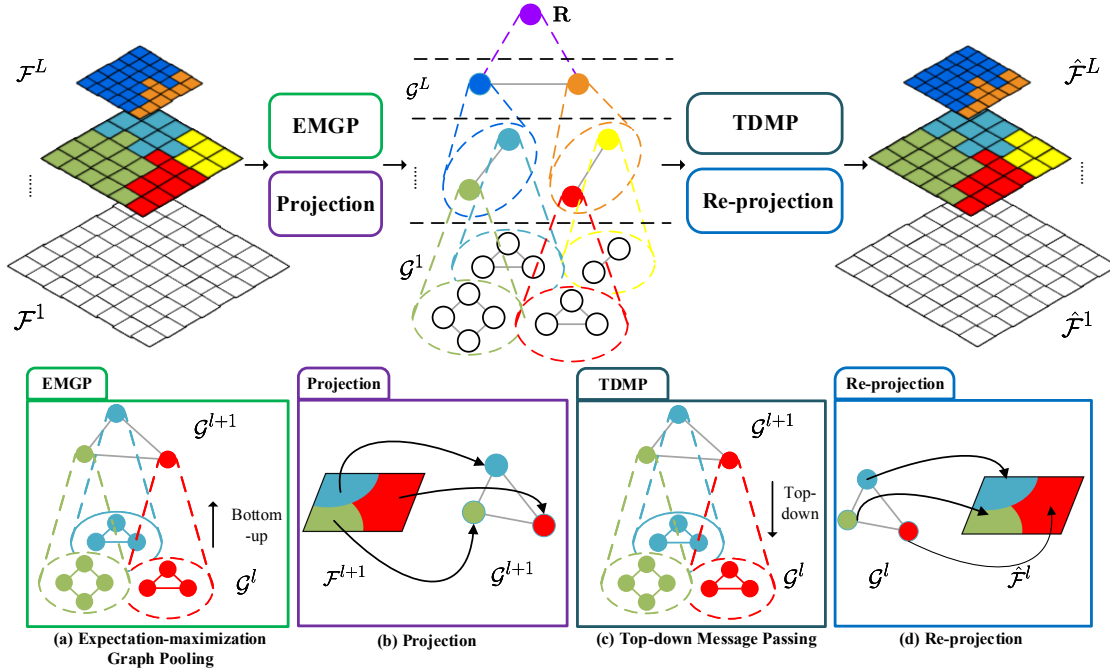 R
𝓕^L
𝓖^L
𝓕̂^L
EMGP
TDMP
Projection
Re-projection
𝓖^1
𝓕^1
𝓕̂^1
EMGP
Projection
TDMP
Re-projection
𝓖^{l+1}
𝓖^{l+1}
Bottom
-up
Top-
down
𝓖^l
𝓕^{l+1}
𝓖^{l+1}
𝓖^l
𝓖^l
𝓕̂^l
(a) Expectation-maximization
Graph Pooling
(b) Projection
(c) Top-down Message Passing
(d) Re-projection